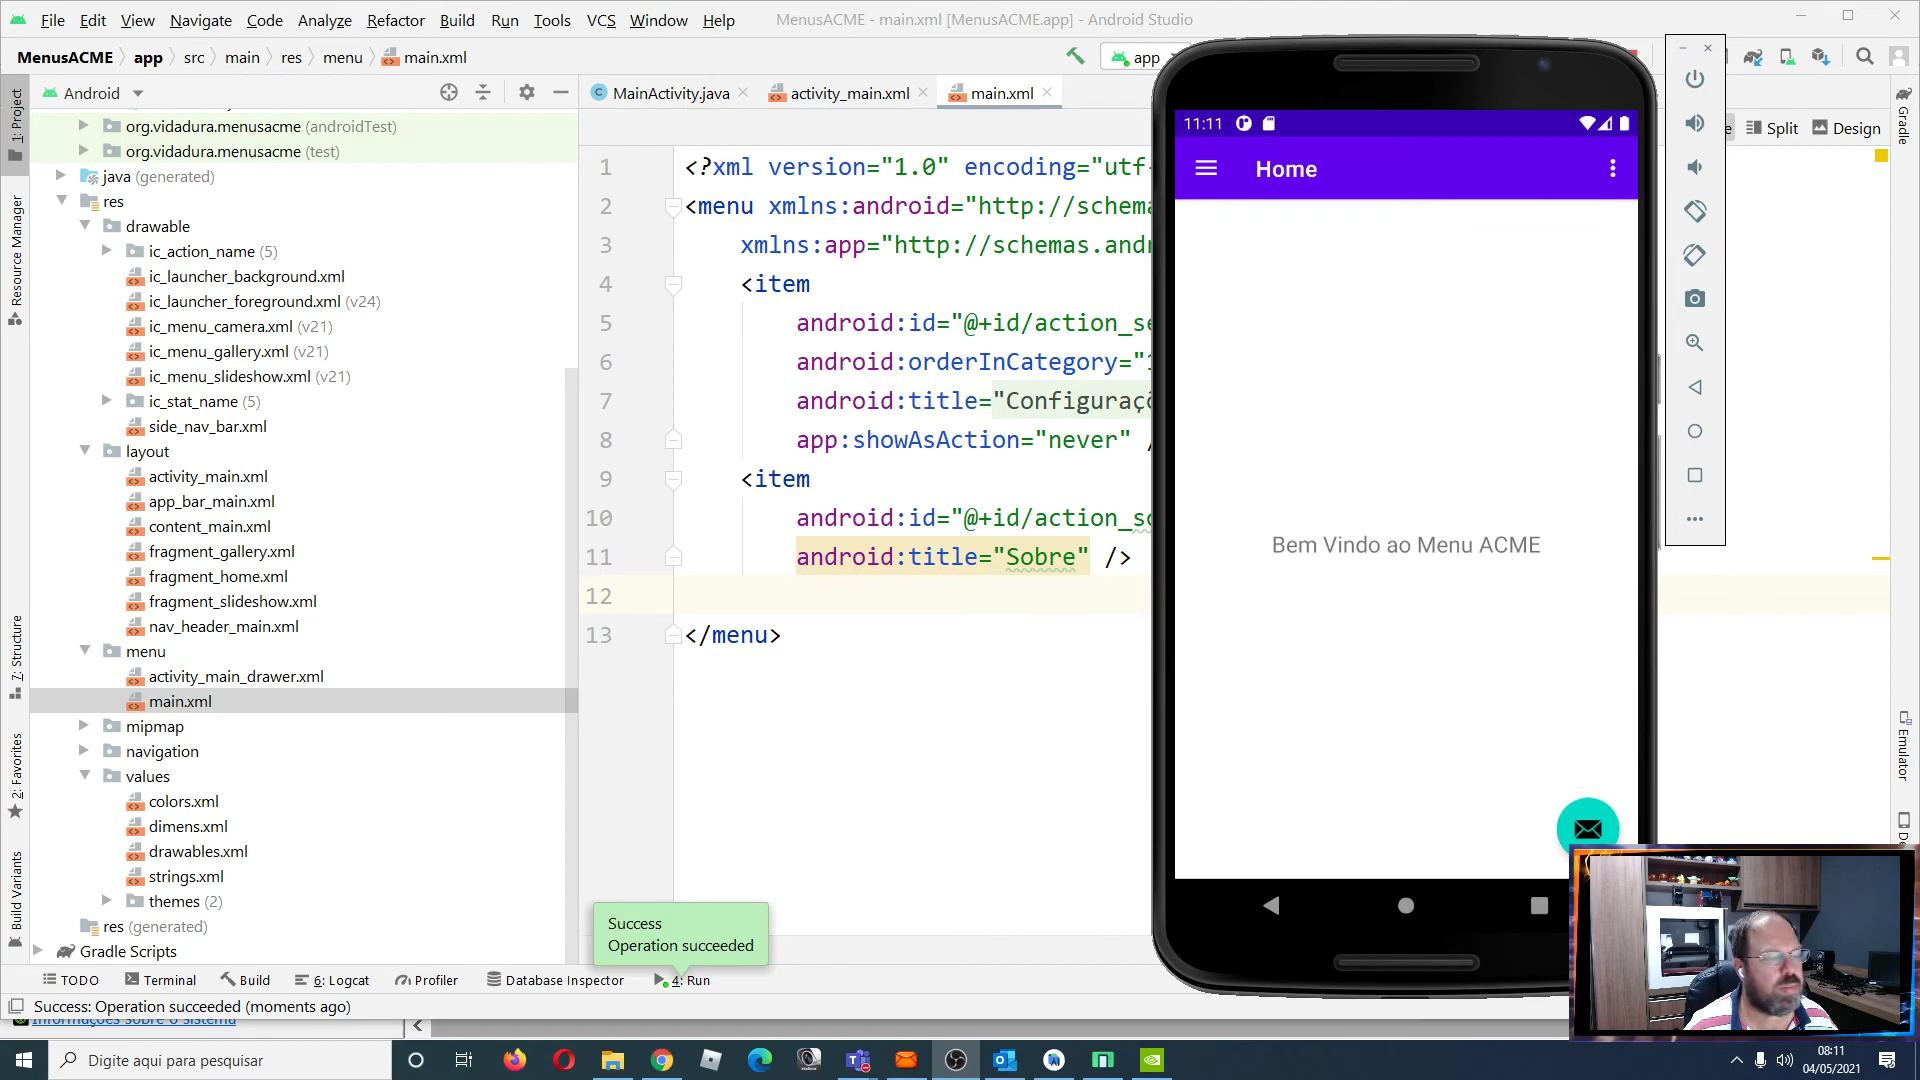 File Edit View Navigate Code Analyze Refactor Build Run Tools VCS Window Help MenusACME - main.xml [MenusACME.app] - Android Studio
MenusACME app src main res menu main.xml app
Android MainActivity.java activity_main.xml main.xml
Split Design
1: Project
Resource Manager
7: Structure
2: Favorites
Build Variants
org.vidadura.menusacme (androidTest)
org.vidadura.menusacme (test)
java (generated)
res
drawable
ic_action_name (5)
ic_launcher_background.xml
ic_launcher_foreground.xml (v24)
ic_menu_camera.xml (v21)
ic_menu_gallery.xml (v21)
ic_menu_slideshow.xml (v21)
ic_stat_name (5)
side_nav_bar.xml
layout
activity_main.xml
app_bar_main.xml
content_main.xml
fragment_gallery.xml
fragment_home.xml
fragment_slideshow.xml
nav_header_main.xml
menu
activity_main_drawer.xml
main.xml
mipmap
navigation
values
colors.xml
dimens.xml
drawables.xml
strings.xml
themes (2)
res (generated)
Gradle Scripts
1 <?xml version="1.0" encoding="utf-
2 <menu xmlns:android="http://schema
3 xmlns:app="http://schemas.andr
4 <item
5 android:id="@+id/action_se
6 android:orderInCategory="1
7 android:title="Configuraçõ
8 app:showAsAction="never" /
9 <item
10 android:id="@+id/action_so
11 android:title="Sobre" />
12
13 </menu>
11:11
Home
Bem Vindo ao Menu ACME
Gradle
Emulator
Success
Operation succeeded
TODO Terminal Build 6: Logcat Profiler Database Inspector 4: Run
Success: Operation succeeded (moments ago)
Informações sobre o sistema
Digite aqui para pesquisar
08:11
04/05/2021